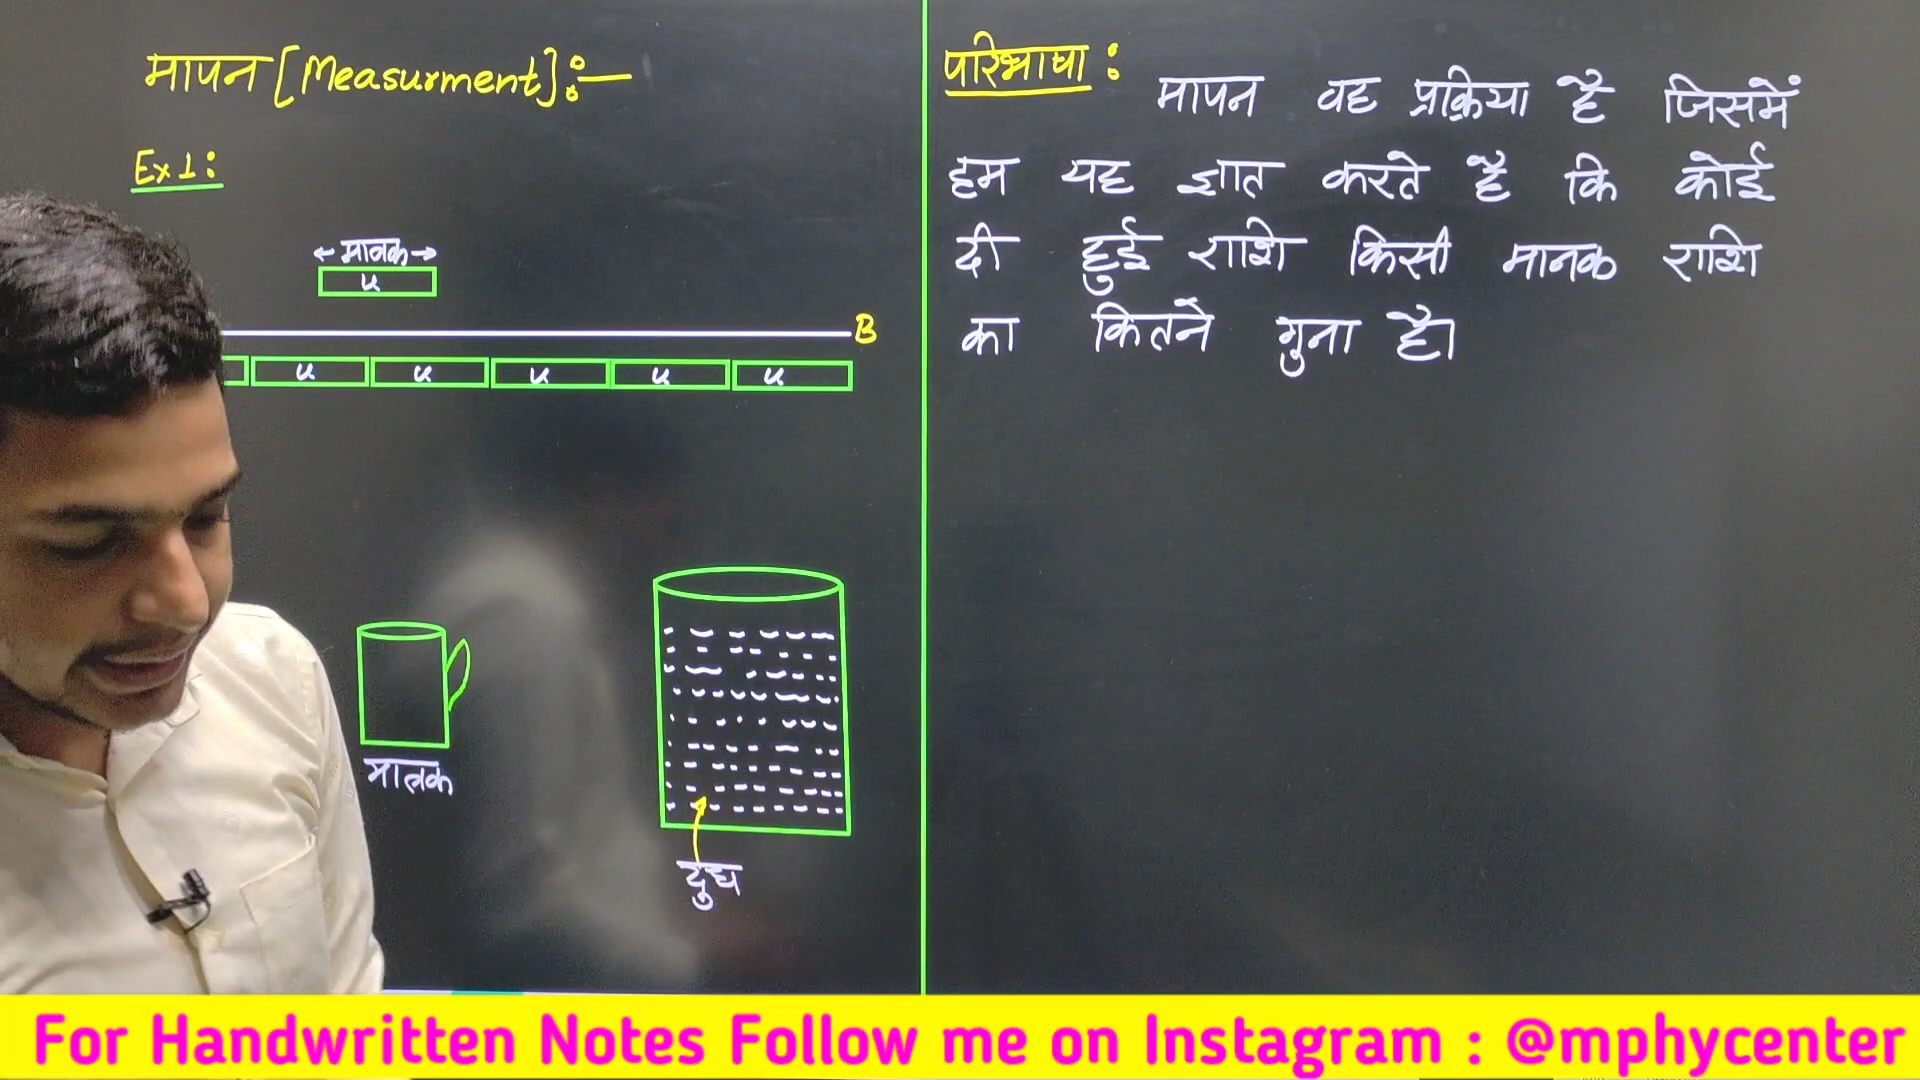 मापन [Measurment]:—
Ex 1:
←मानक→
u
B
u u u u u
मात्रक
दुध
परिभाषा :
मापन वह प्रक्रिया है जिसमें
हम यह ज्ञात करते है कि कोई
दी हुई राशि किसी मानक राशि
का कितने गुना है।
For Handwritten Notes Follow me on Instagram : @mphycenter